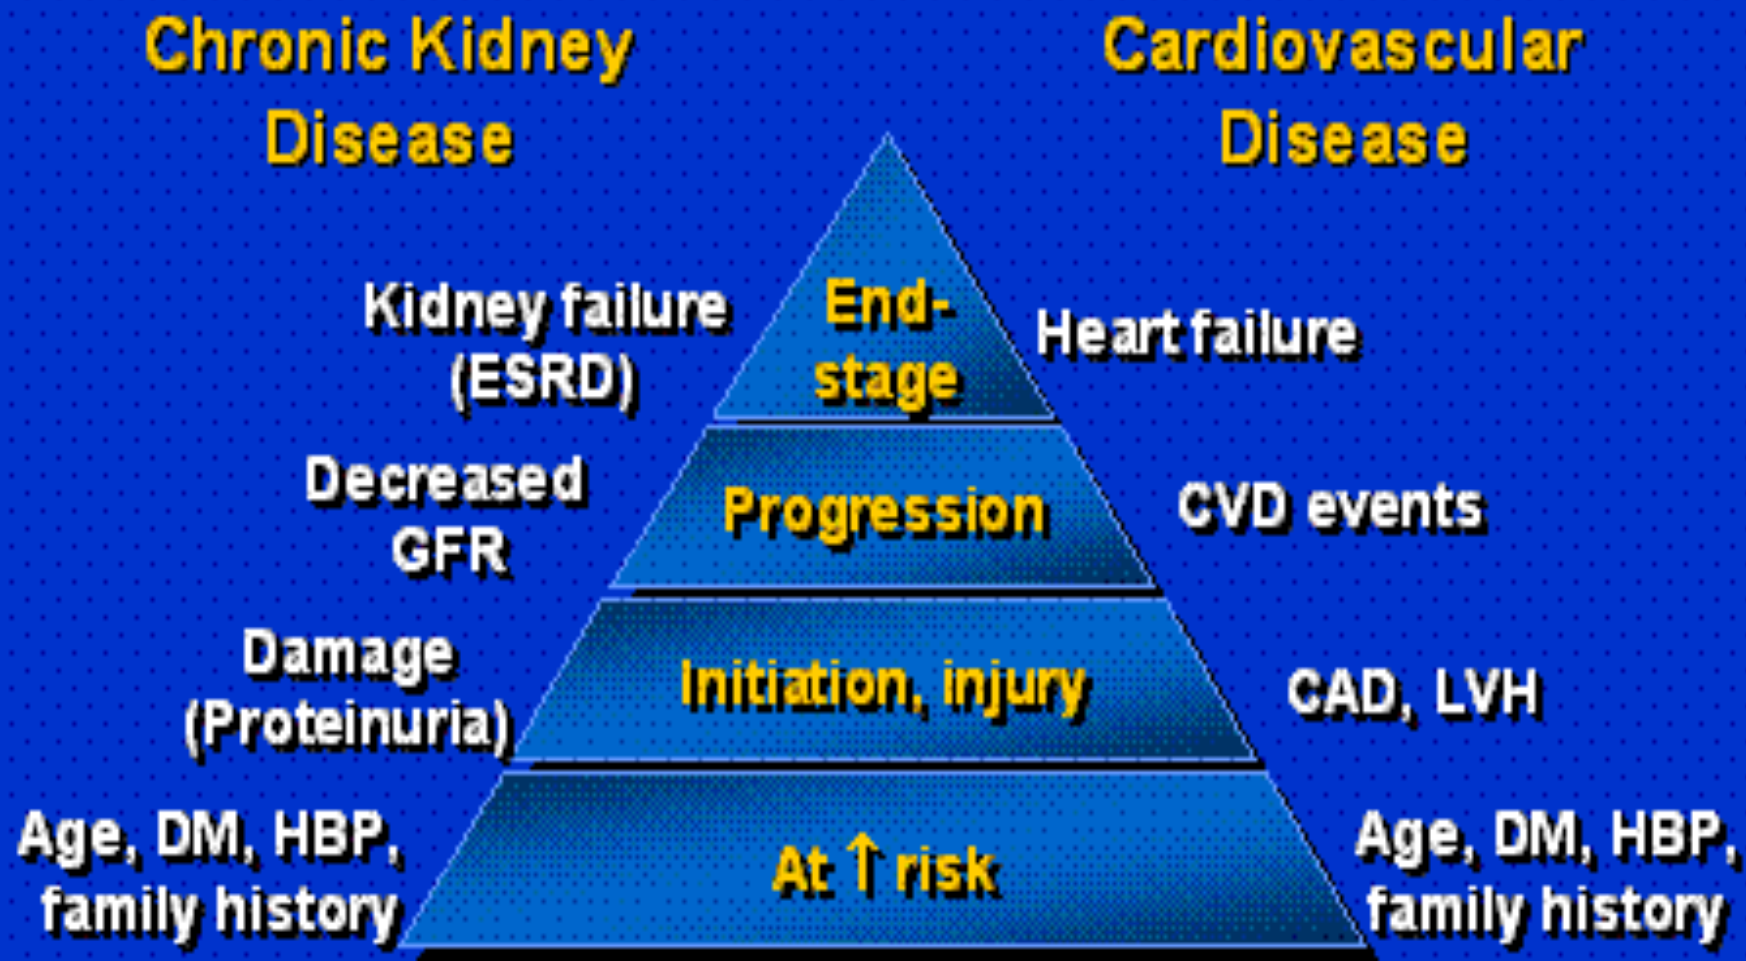 Chronic Kidney
Disease
Cardiovascular
Disease
Kidney failure
(ESRD)
End-
stage
Heart failure
Decreased
GFR
Progression
CVD events
Damage
(Proteinuria)
Initiation, injury
CAD, LVH
Age, DM, HBP,
family history
At ↑ risk
Age, DM, HBP,
family history